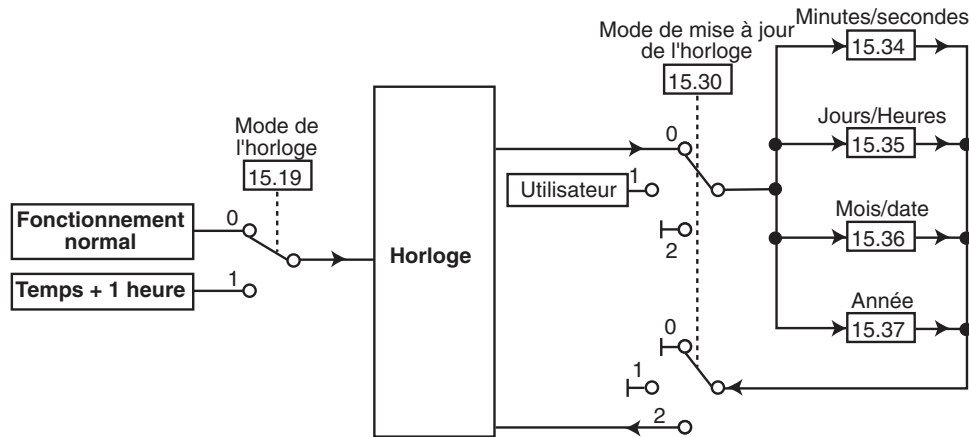 Minutes/secondes
15.34
Mode de mise à jour
de l'horloge
15.30
Jours/Heures
15.35
Mode de
l'horloge
15.19
0
1
Utilisateur
2
Fonctionnement
normal
0
Horloge
Mois/date
15.36
Temps + 1 heure
1
Année
15.37
0
1
2